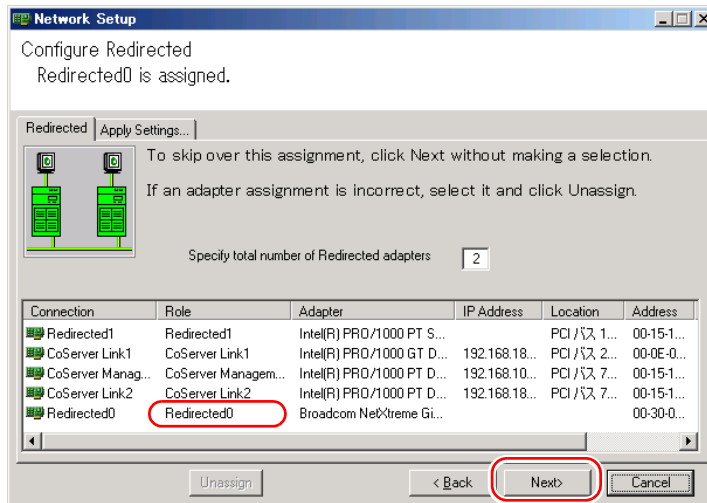 Network Setup
Configure Redirected
Redirected0 is assigned.
Redirected Apply Settings...
To skip over this assignment, click Next without making a selection.
If an adapter assignment is incorrect, select it and click Unassign.
Specify total number of Redirected adapters 2
Connection Role Adapter IP Address Location Address
Redirected1 Redirected1 Intel(R) PRO/1000 PT S... PCI バス 1... 00-15-1...
CoServer Link1 CoServer Link1 Intel(R) PRO/1000 GT D... 192.168.18... PCI バス 2... 00-0E-0...
CoServer Manag... CoServer Managem... Intel(R) PRO/1000 PT D... 192.168.10... PCI バス 7... 00-15-1...
CoServer Link2 CoServer Link2 Intel(R) PRO/1000 PT D... 192.168.18... PCI バス 7... 00-15-1...
Redirected0 Redirected0 Broadcom NetXtreme Gi... 00-30-0...
Unassign < Back Next> Cancel